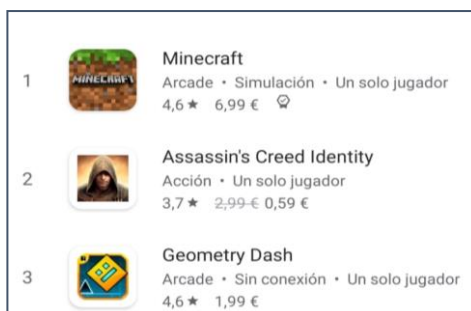 1
MINECRAFT
Minecraft
Arcade • Simulación • Un solo jugador
4,6 ★ 6,99 €
2
Assassin's Creed Identity
Acción • Un solo jugador
3,7 ★ 2,99 € 0,59 €
3
Geometry Dash
Arcade • Sin conexión • Un solo jugador
4,6 ★ 1,99 €